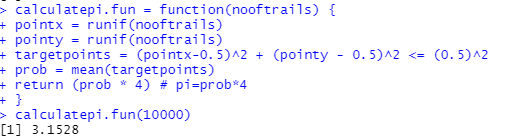 > calculatepi.fun = function(nooftrails) {
+ pointx = runif(nooftrails)
+ pointy = runif(nooftrails)
+ targetpoints = (pointx-0.5)^2 + (pointy - 0.5)^2 <= (0.5)^2
+ prob = mean(targetpoints)
+ return (prob * 4) # pi=prob*4
+ }
> calculatepi.fun(10000)
[1] 3.1528